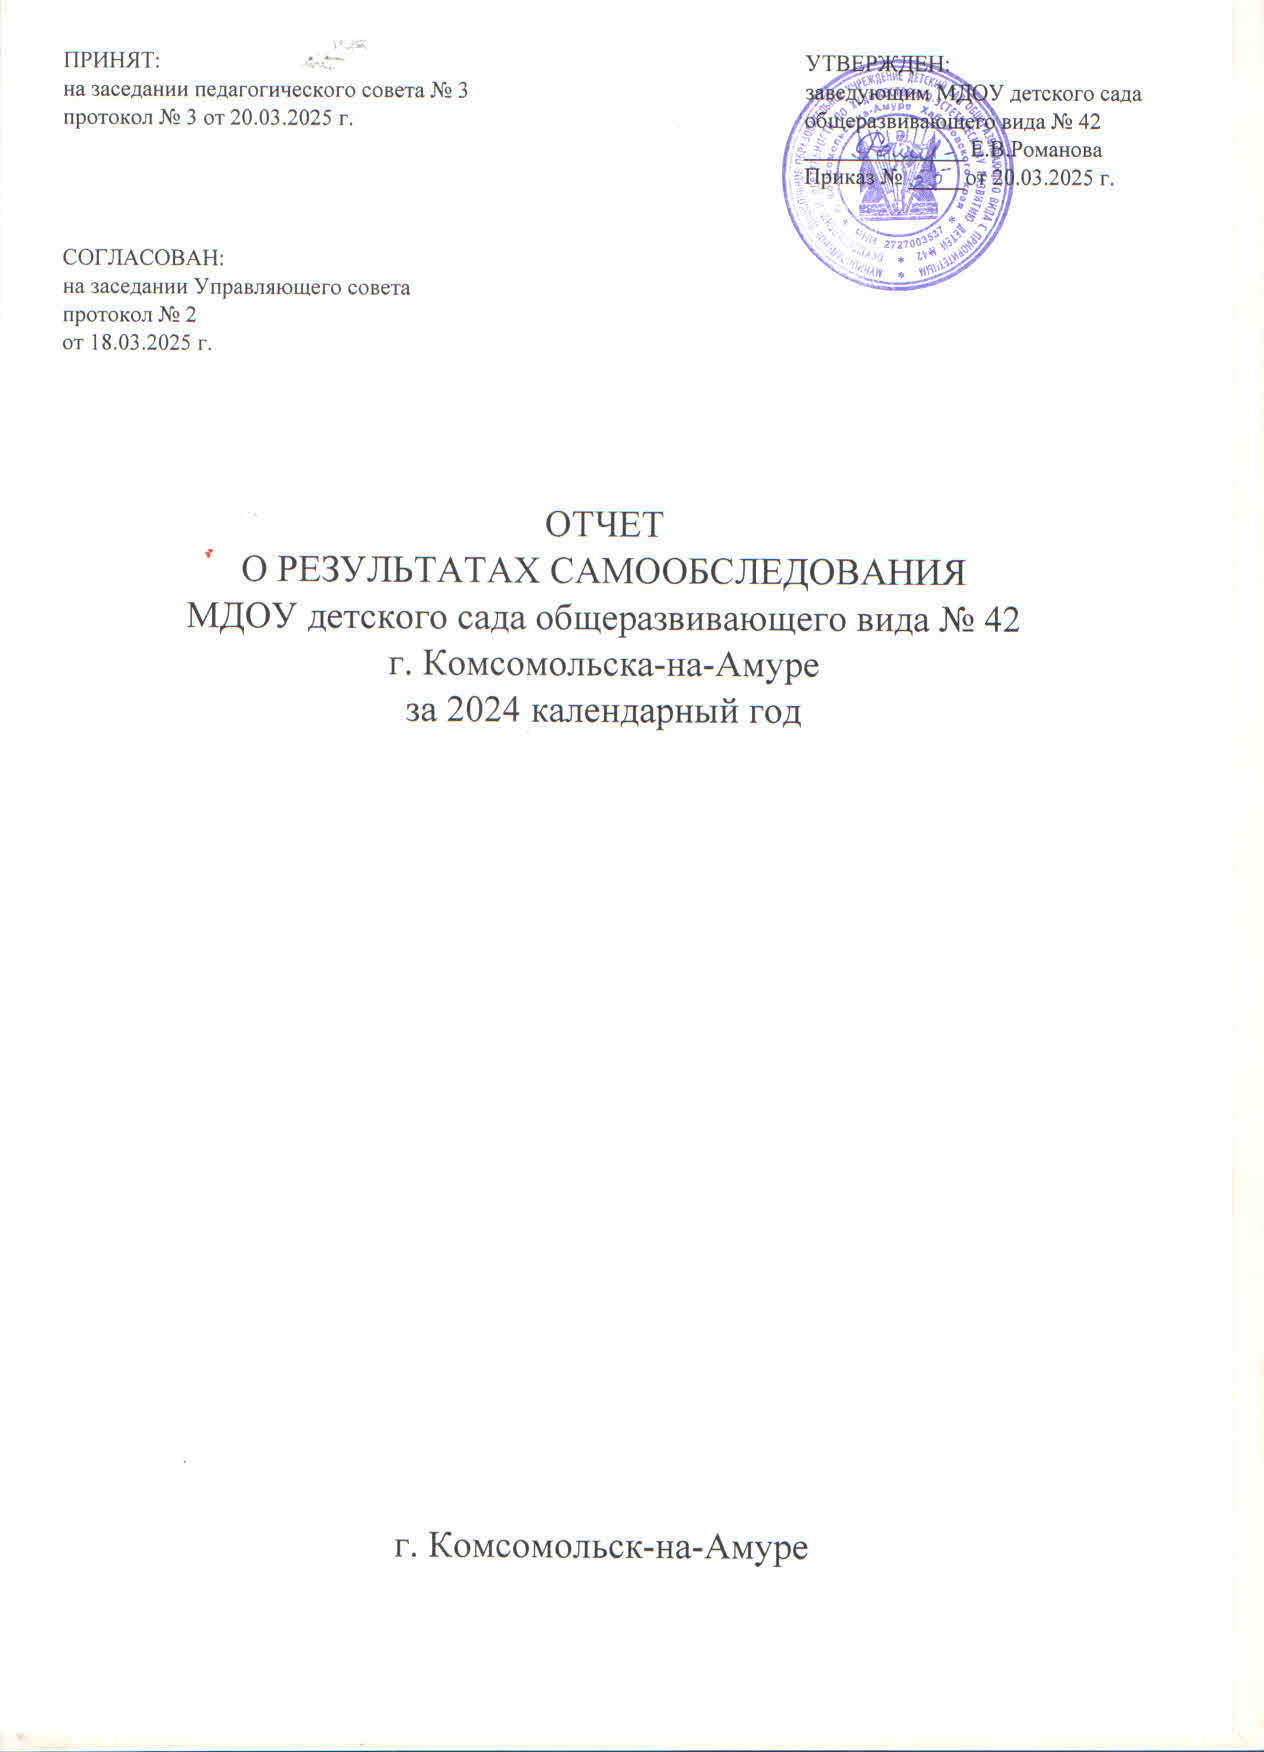 ПРИНЯТ:
на заседании педагогического совета № 3
протокол № 3 от 20.03.2025 г.
УТВЕРЖДЕН:
заведующим МДОУ детского сада
общеразвивающего вида № 42
Е.В.Романова
Приказ № от 20.03.2025 г.
СОГЛАСОВАН:
на заседании Управляющего совета
протокол № 2
от 18.03.2025 г.
ОТЧЕТ
О РЕЗУЛЬТАТАХ САМООБСЛЕДОВАНИЯ
МДОУ детского сада общеразвивающего вида № 42
г. Комсомольска-на-Амуре
за 2024 календарный год
г. Комсомольск-на-Амуре